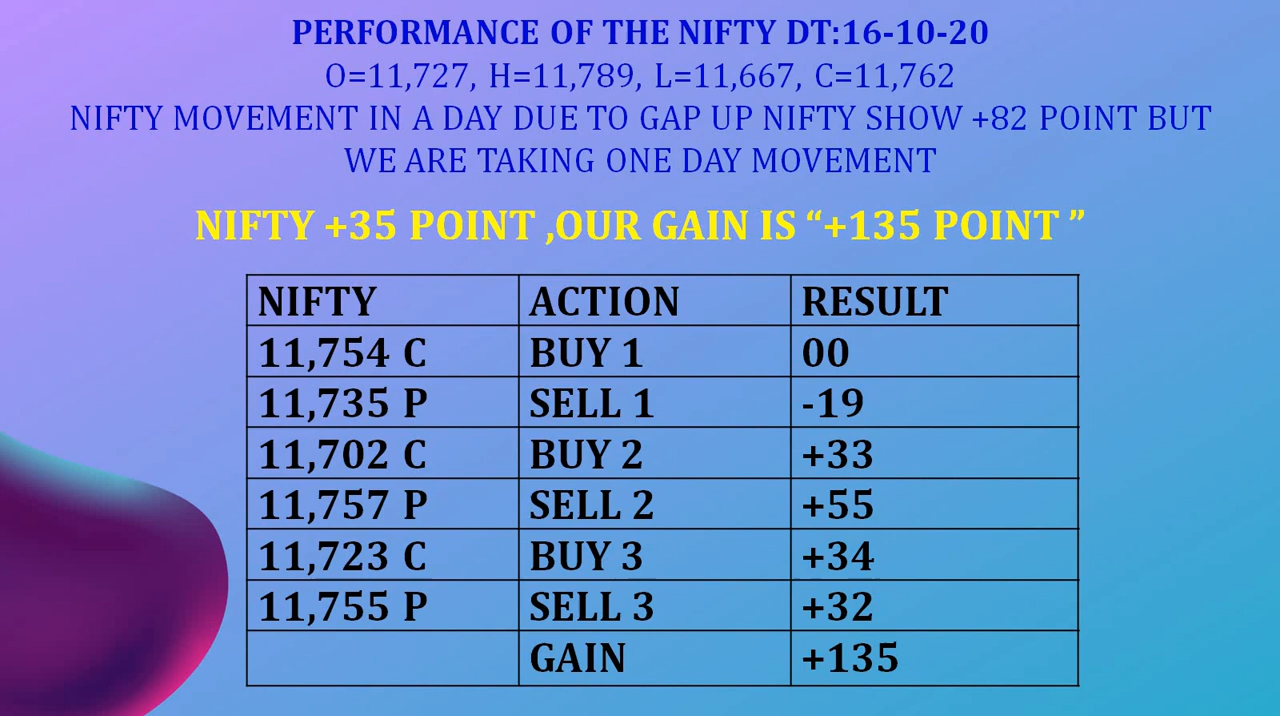 PERFORMANCE OF THE NIFTY DT:16-10-20
O=11,727, H=11,789, L=11,667, C=11,762
NIFTY MOVEMENT IN A DAY DUE TO GAP UP NIFTY SHOW +82 POINT BUT
WE ARE TAKING ONE DAY MOVEMENT
NIFTY +35 POINT ,OUR GAIN IS “+135 POINT ”
NIFTY ACTION RESULT
11,754 C BUY 1 00
11,735 P SELL 1 -19
11,702 C BUY 2 +33
11,757 P SELL 2 +55
11,723 C BUY 3 +34
11,755 P SELL 3 +32
GAIN +135